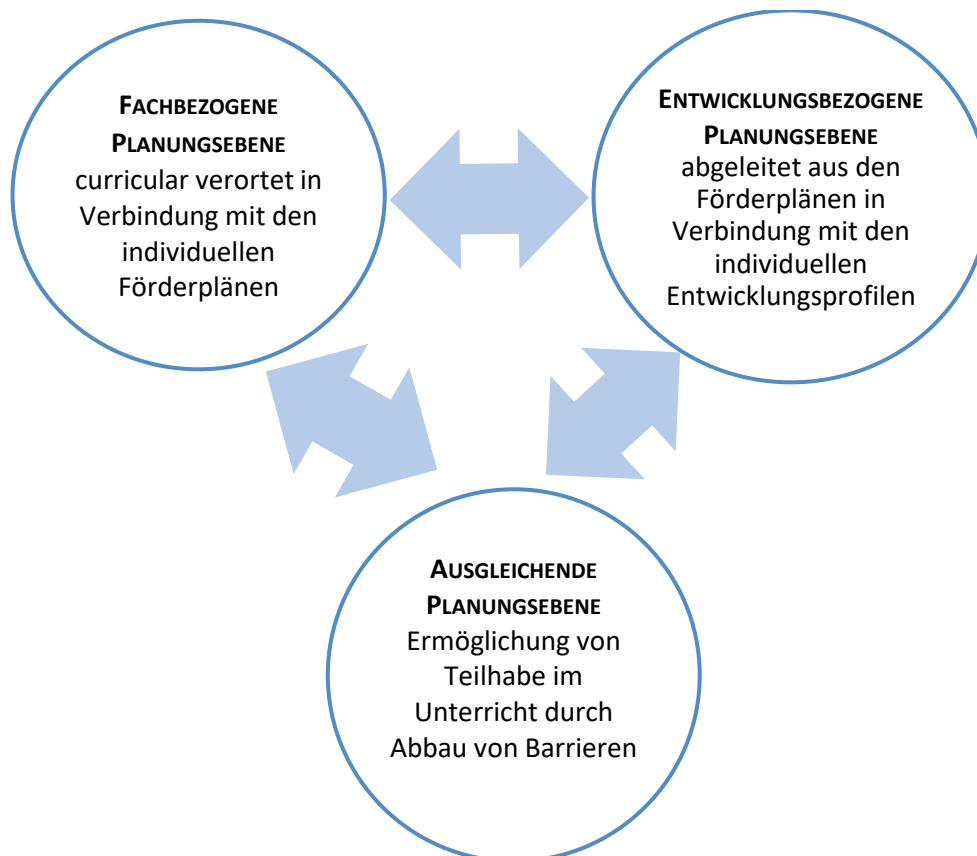 FACHBEZOGENE
PLANUNGSEBENE
curricular verortet in
Verbindung mit den
individuellen
Förderplänen
ENTWICKLUNGSBEZOGENE
PLANUNGSEBENE
abgeleitet aus den
Förderplänen in
Verbindung mit den
individuellen
Entwicklungsprofilen
AUSGLEICHENDE
PLANUNGSEBENE
Ermöglichung von
Teilhabe im
Unterricht durch
Abbau von Barrieren